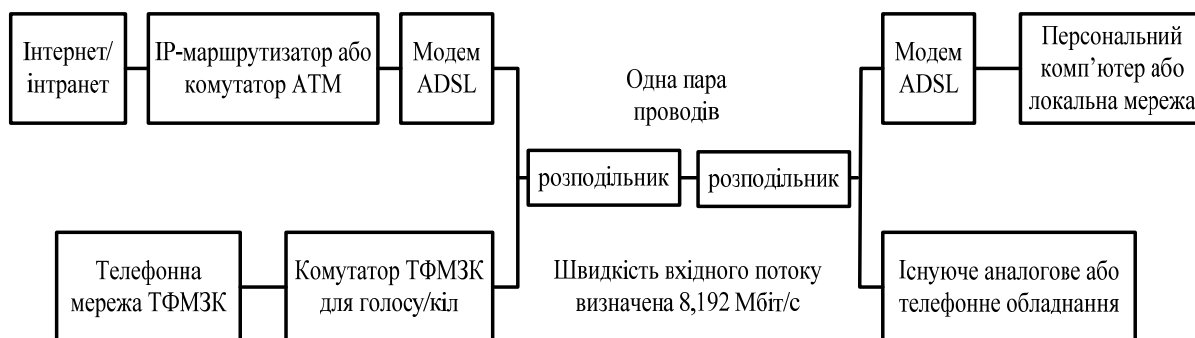 Інтернет/
інтранет
IP-маршрутизатор або
комутатор ATM
Модем
ADSL
Одна пара
проводів
Модем
ADSL
Персональний
комп’ютер або
локальна мережа
розподільник
розподільник
Телефонна
мережа ТФМЗК
Комутатор ТФМЗК
для голосу/кіл
Швидкість вхідного потоку
визначена 8,192 Мбіт/с
Існуюче аналогове або
телефонне обладнання